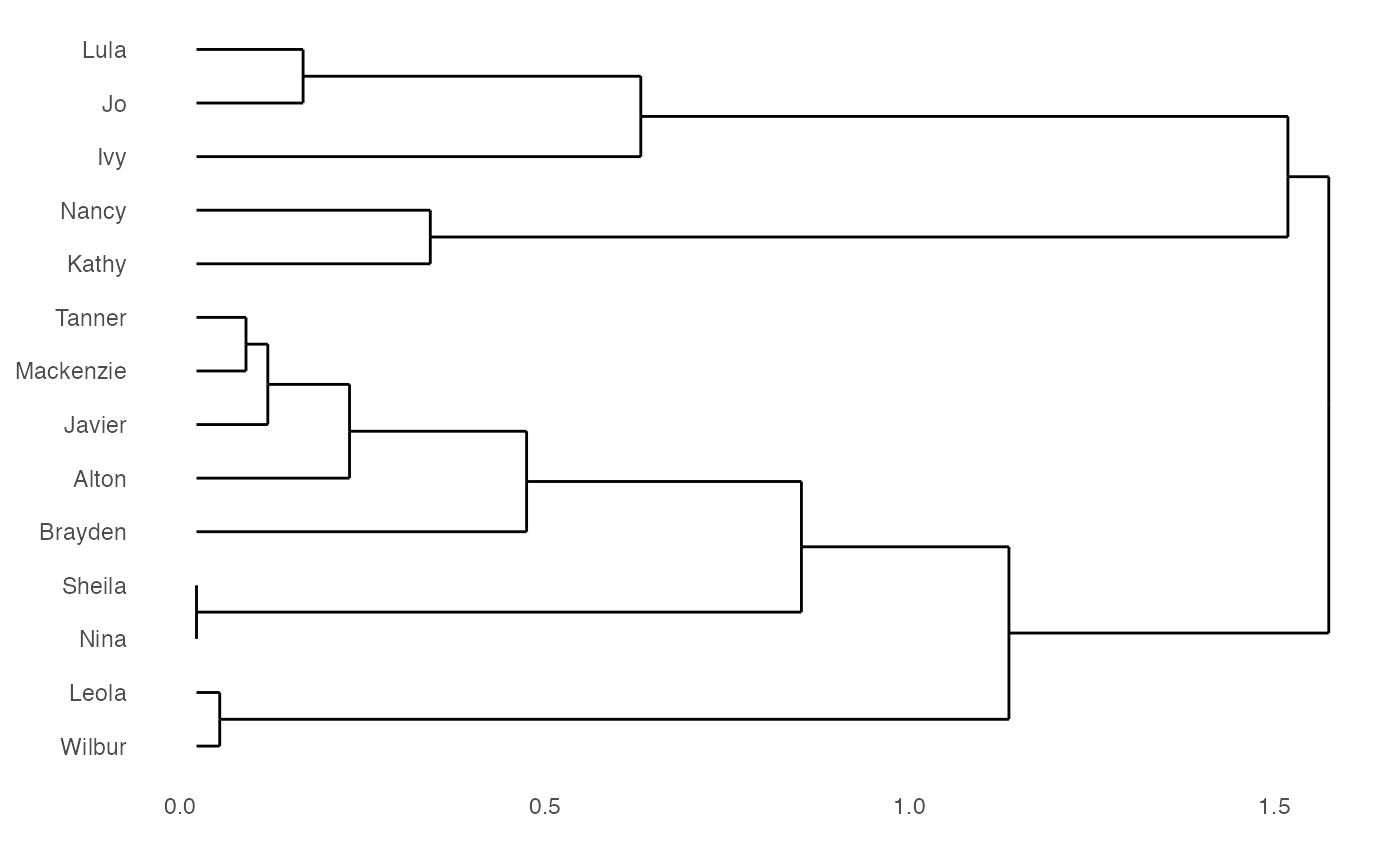 Lula
Jo
Ivy
Nancy
Kathy
Tanner
Mackenzie
Javier
Alton
Brayden
Sheila
Nina
Leola
Wilbur
0.0 0.5 1.0 1.5